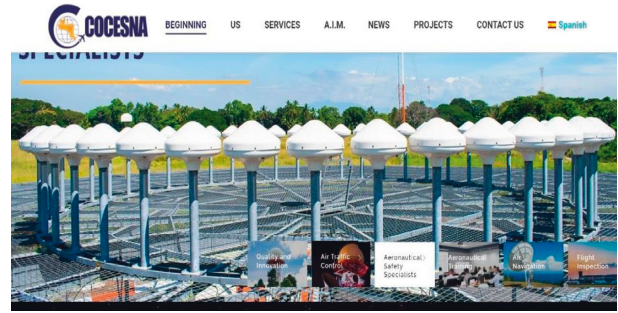 COCESNA
BEGINNING US SERVICES A.I.M. NEWS PROJECTS CONTACT US Spanish
SPECIALISTS
Quality and
Innovation
Air Traffic
Control
Aeronautical
Safety
Specialists
Aeronautical
Training
Air
Navigation
Flight
Inspection